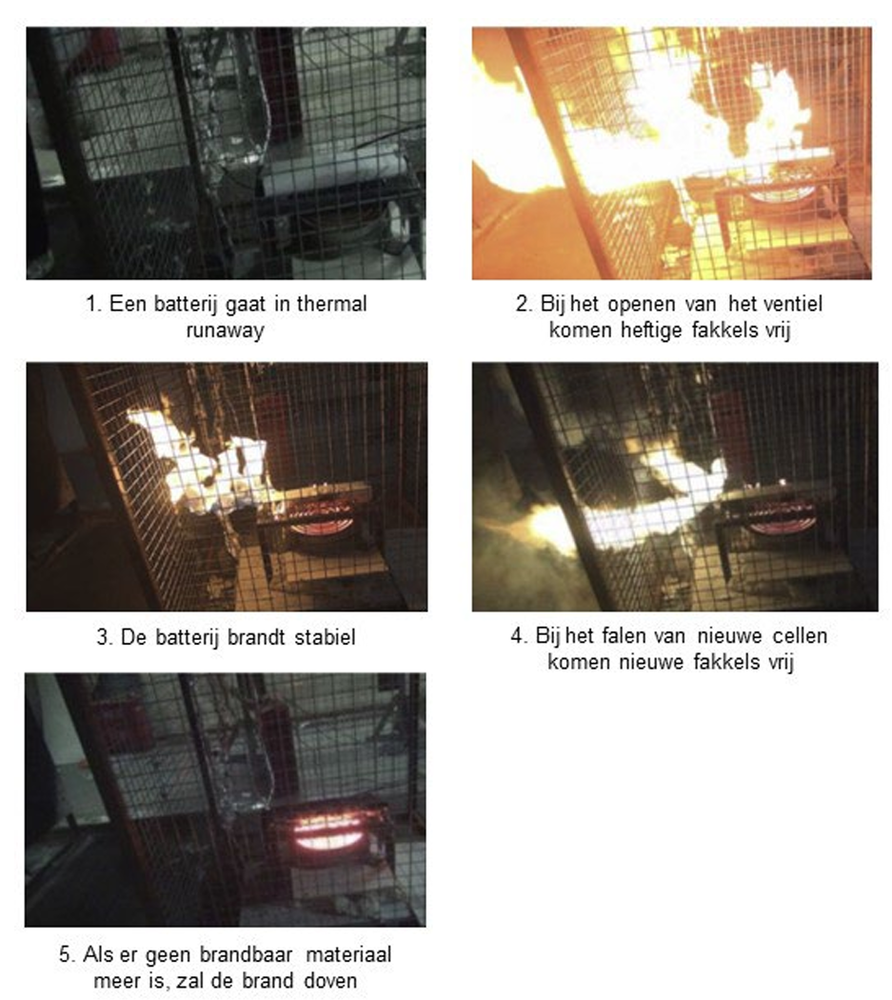 1. Een batterij gaat in thermal
runaway
2. Bij het openen van het ventiel
komen heftige fakkels vrij
3. De batterij brandt stabiel
4. Bij het falen van nieuwe cellen
komen nieuwe fakkels vrij
5. Als er geen brandbaar materiaal
meer is, zal de brand doven